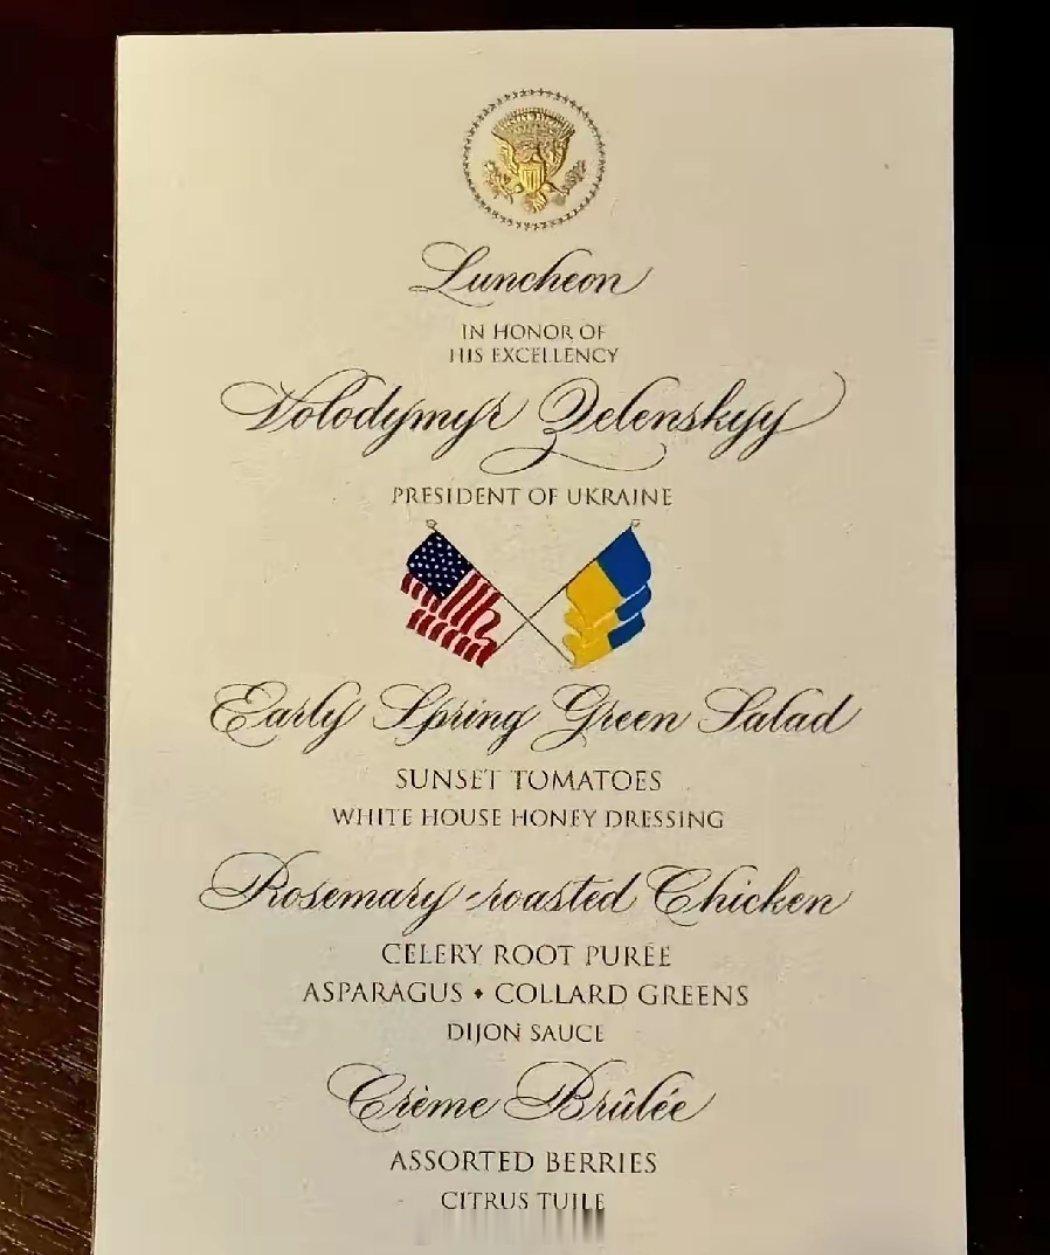 Luncheon
IN HONOR OF
HIS EXCELLENCY
Volodymyr Zelenskyy
PRESIDENT OF UKRAINE
Early Spring Green Salad
SUNSET TOMATOES
WHITE HOUSE HONEY DRESSING
Rosemary-roasted Chicken
CELERY ROOT PURÉE
ASPARAGUS ♦ COLLARD GREENS
DIJON SAUCE
Crème Brûlée
ASSORTED BERRIES
CITRUS TUILE